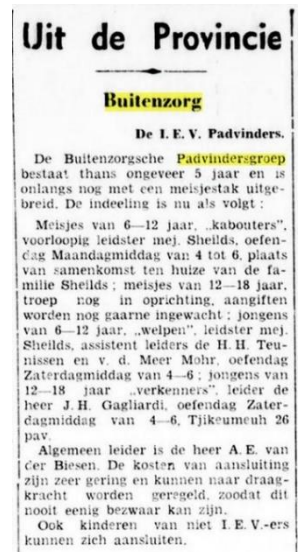 Uit de Provincie
Buitenzorg
De I. E. V. Padvinders.
De Buitenzorgsche Padvindersgroep
bestaat thans ongeveer 5 jaar en is
onlangs nog met een meisjestak uitge-
breid. De indeeling is nu als volgt :
Meisjes van 6—12 jaar, „kabouters",
voorloopig leidster mej. Sheilds, oefen-
dag Maandagmiddag van 4 tot 6, plaats
van samenkomst ten huize van de fa-
milie Sheilds ; meisjes van 12—18 jaar,
troep nog in oprichting, aangiften
worden nog gaarne ingewacht ; jongens
van 6—12 jaar, „welpen", leidster mej.
Sheilds, assistent leiders de H. H. Teu-
nissen en v. d. Meer Mohr, oefendag
Zaterdagmiddag van 4—6 ; jongens van
12—18 jaar „verkenners", leider de
heer J. H. Gagliardi, oefendag Zater-
dagmiddag van 4—6, Tjikeumeuh 26
pav.
Algemeen leider is de heer A. E. van
der Biesen. De kosten van aansluiting
zijn zeer gering en kunnen naar draag-
kracht worden geregeld, zoodat dit
nooit eenig bezwaar kan zijn.
Ook kinderen van niet I. E. V.-ers
kunnen zich aansluiten.